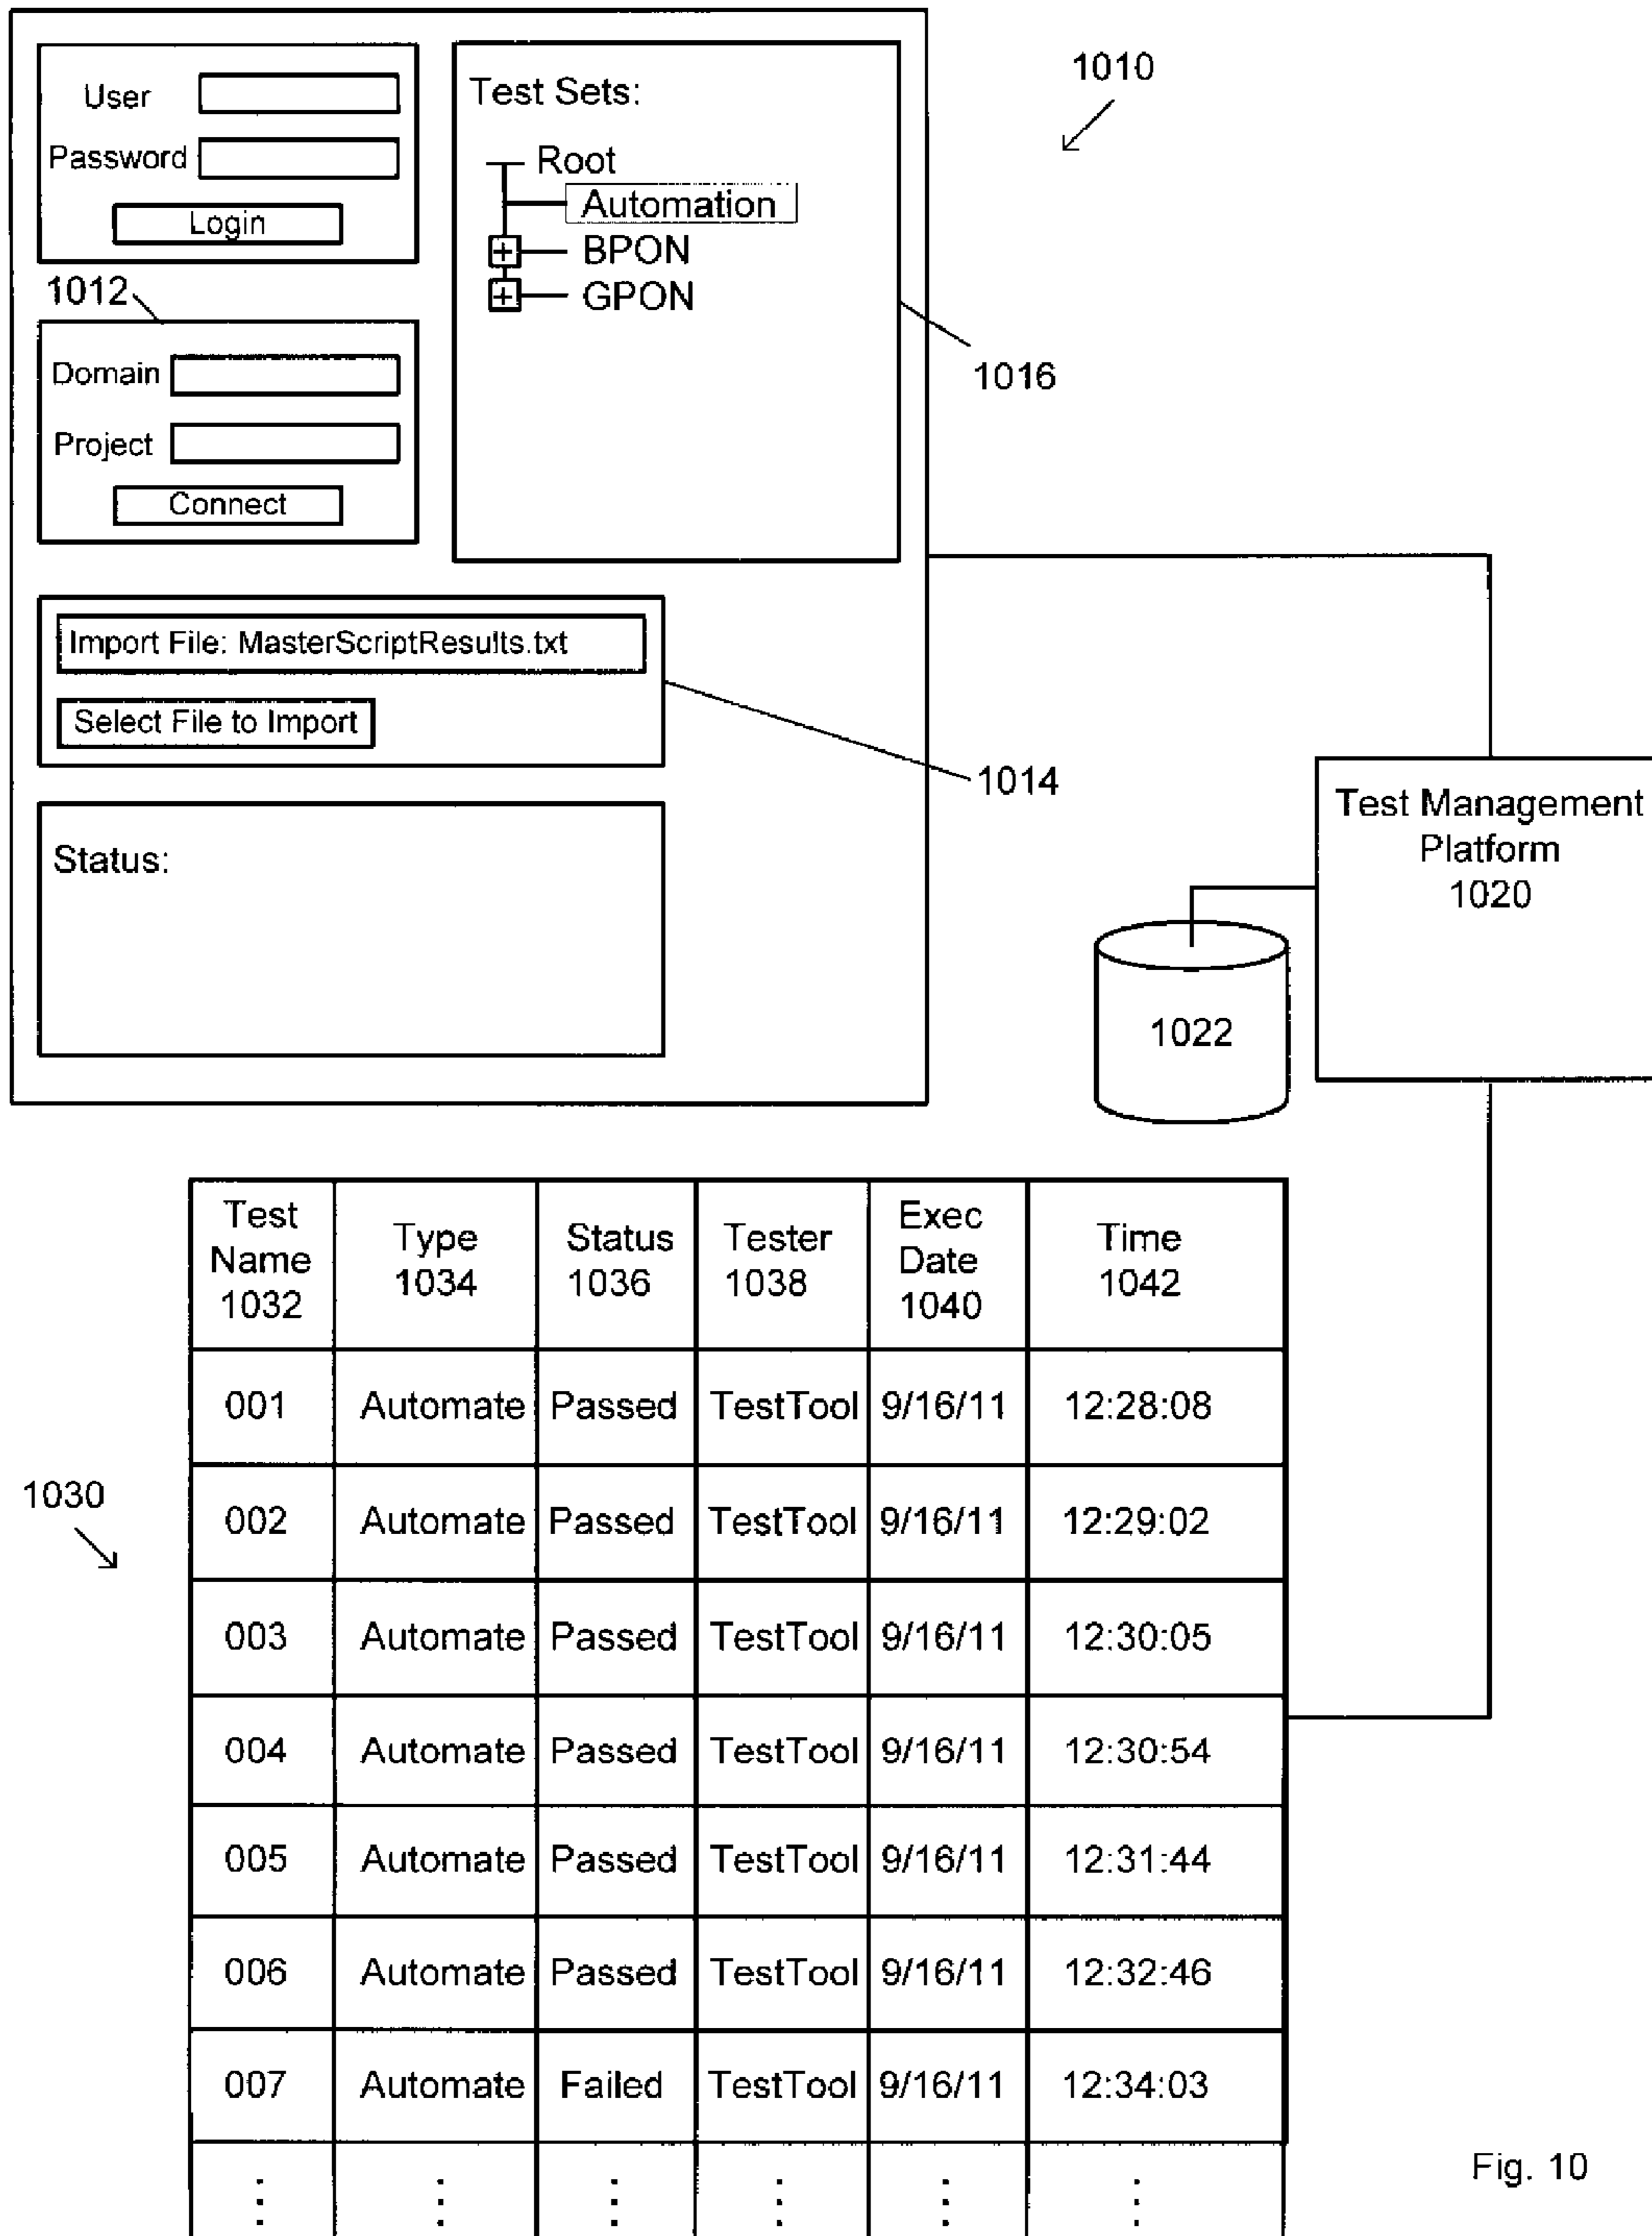 User
Password
Login
1012
Domain
Project
Connect
Test Sets:
Root
Automation
BPON
GPON
1010
1016
Import File: MasterScriptResults.txt
Select File to Import
1014
Status:
Test Management
Platform
1020
1022
1030
Test Name 1032 Type 1034 Status 1036 Tester 1038 Exec Date 1040 Time 1042
001 Automate Passed TestTool 9/16/11 12:28:08
002 Automate Passed TestTool 9/16/11 12:29:02
003 Automate Passed TestTool 9/16/11 12:30:05
004 Automate Passed TestTool 9/16/11 12:30:54
005 Automate Passed TestTool 9/16/11 12:31:44
006 Automate Passed TestTool 9/16/11 12:32:46
007 Automate Failed TestTool 9/16/11 12:34:03
Fig. 10